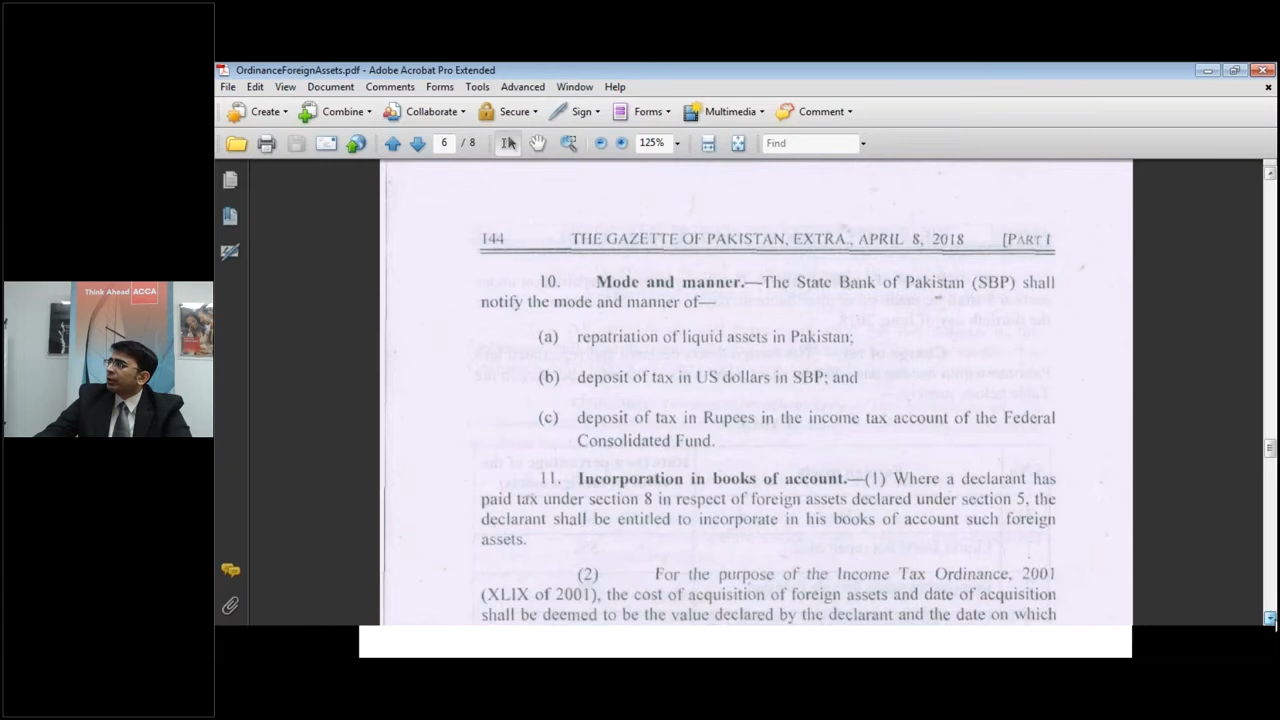 OrdinanceForeignAssets.pdf - Adobe Acrobat Pro Extended
File Edit View Document Comments Forms Tools Advanced Window Help
Create Combine Collaborate Secure Sign Forms Multimedia Comment
6 / 8 125% Find
Think Ahead ACCA
144 THE GAZETTE OF PAKISTAN, EXTRA., APRIL 8, 2018 [PART I
10. Mode and manner.—The State Bank of Pakistan (SBP) shall
notify the mode and manner of—
(a) repatriation of liquid assets in Pakistan;
(b) deposit of tax in US dollars in SBP; and
(c) deposit of tax in Rupees in the income tax account of the Federal
Consolidated Fund.
11. Incorporation in books of account.—(1) Where a declarant has
paid tax under section 8 in respect of foreign assets declared under section 5, the
declarant shall be entitled to incorporate in his books of account such foreign
assets.
(2) For the purpose of the Income Tax Ordinance, 2001
(XLIX of 2001), the cost of acquisition of foreign assets and date of acquisition
shall be deemed to be the value declared by the declarant and the date on which